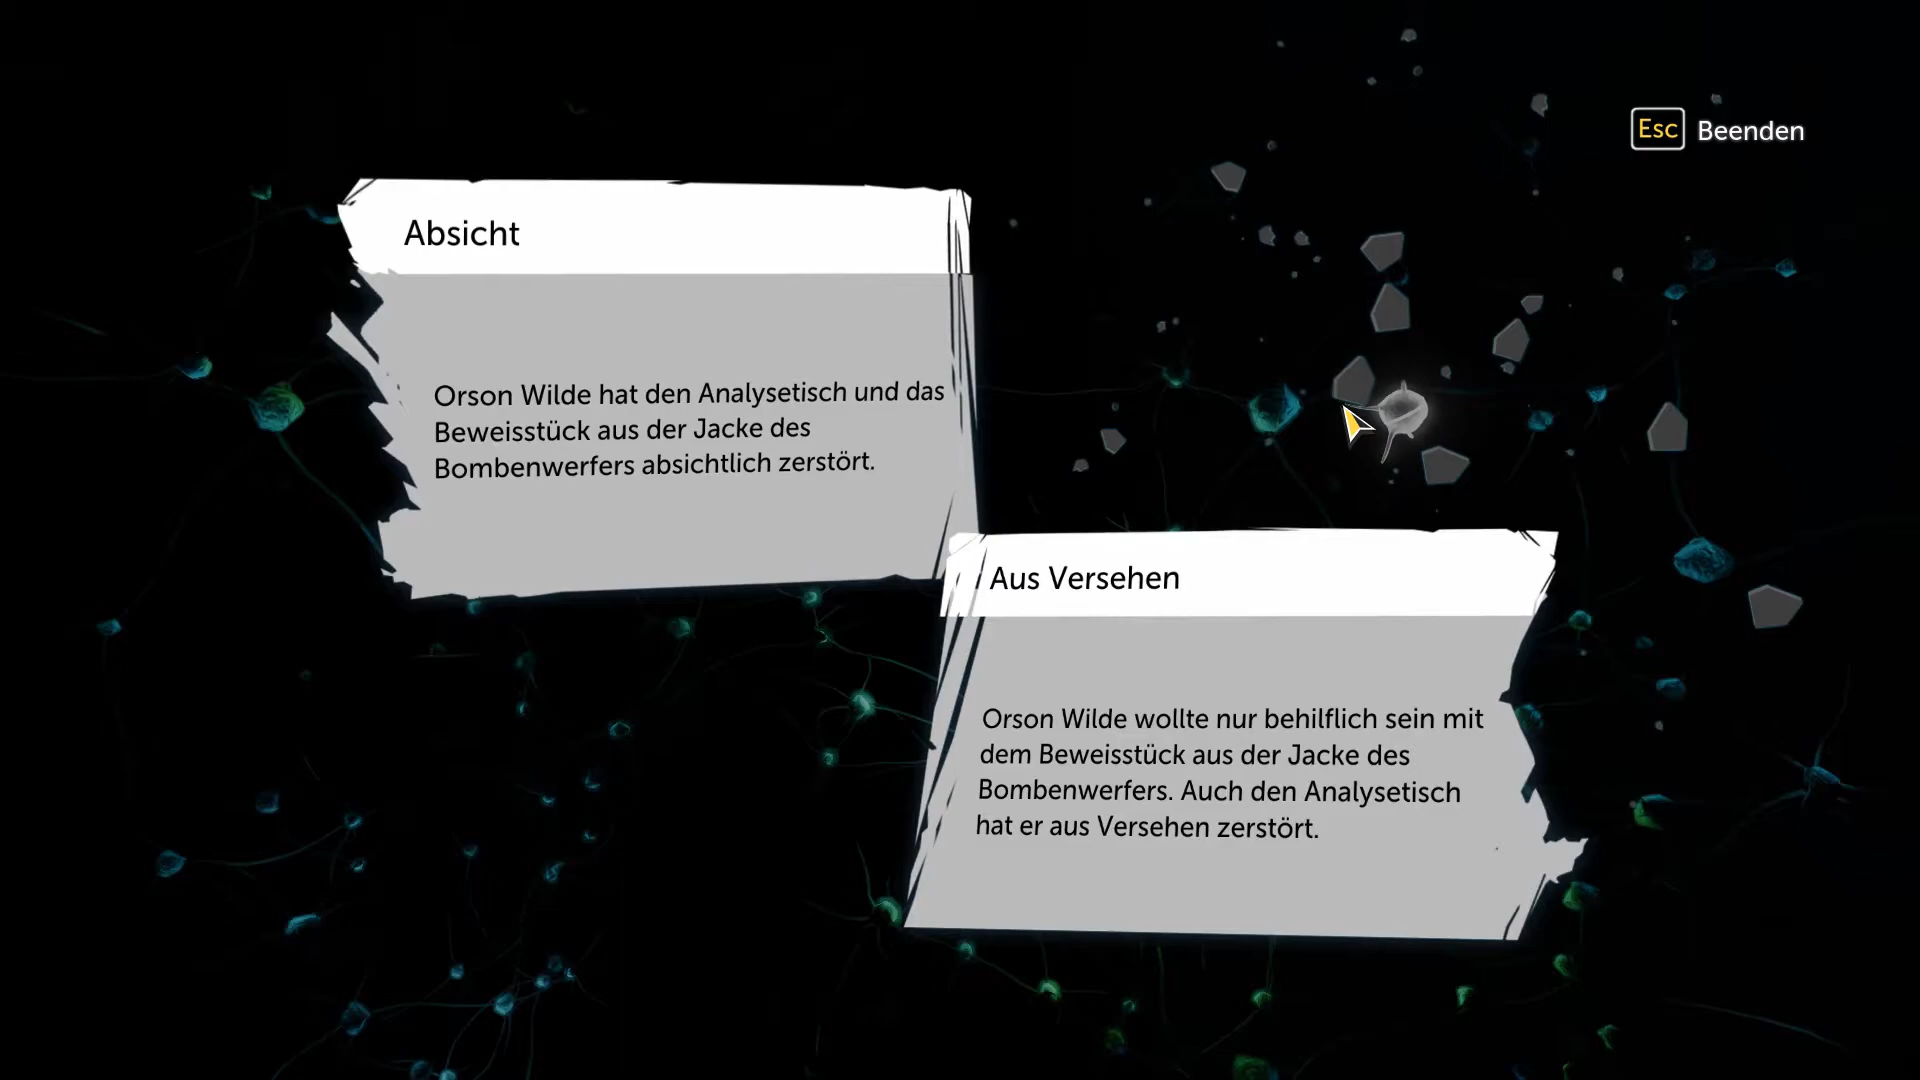 Esc Beenden
Absicht
Orson Wilde hat den Analysetisch und das
Beweisstück aus der Jacke des
Bombenwerfers absichtlich zerstört.
Aus Versehen
Orson Wilde wollte nur behilflich sein mit
dem Beweisstück aus der Jacke des
Bombenwerfers. Auch den Analysetisch
hat er aus Versehen zerstört.